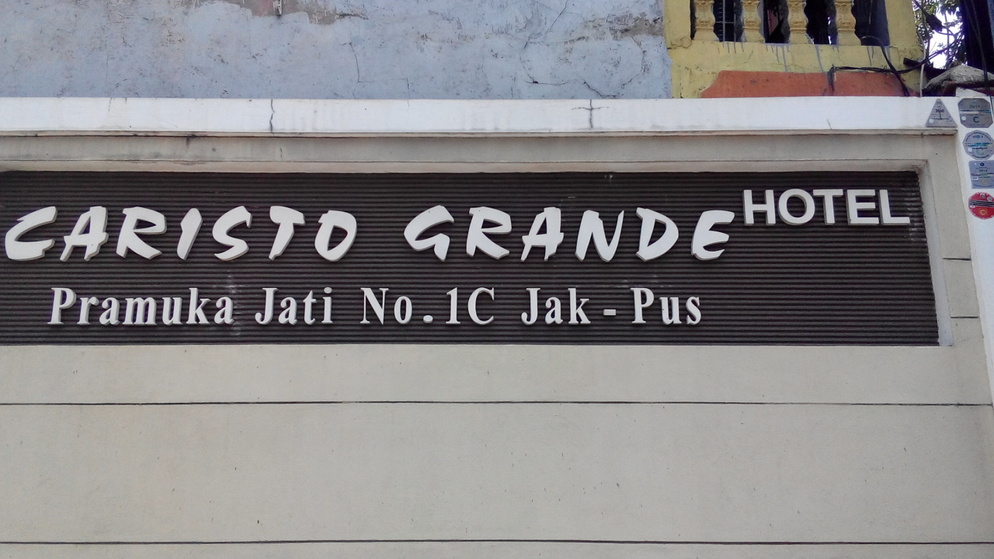 CARISTO GRANDE HOTEL
Pramuka Jati No.1C Jak-Pus